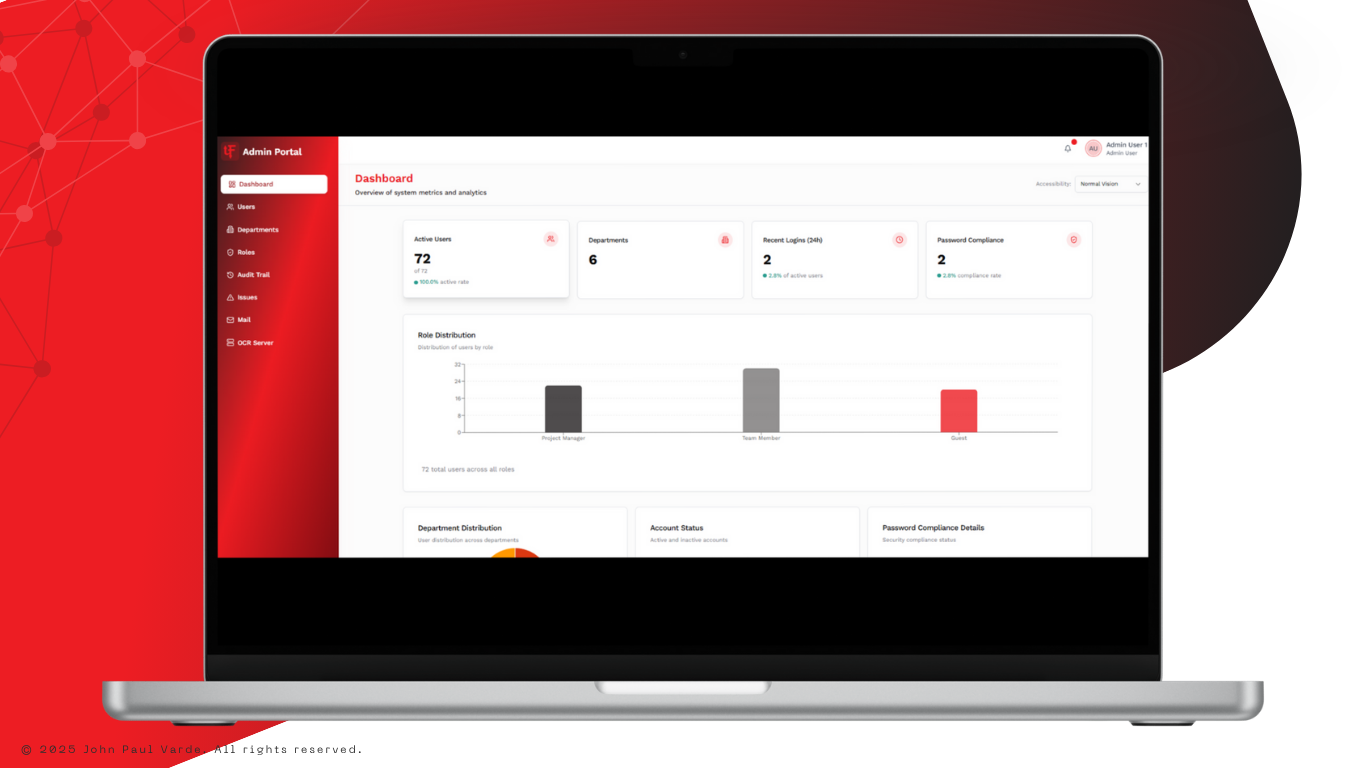 Admin Portal
Admin User 1
AU
Admin User
Dashboard
Dashboard
Overview of system metrics and analytics
Accessibility:
Normal Vision
Users
Departments
Roles
Audit Trail
Issues
Mail
OCR Server
Active Users
72
of 72
100.0% active rate
Departments
6
Recent Logins (24h)
2
2.8% of active users
Password Compliance
2
2.8% compliance rate
Role Distribution
Distribution of users by role
32
24
16
8
0
Project Manager
Team Member
Guest
72 total users across all roles
Department Distribution
User distribution across departments
Account Status
Active and inactive accounts
Password Compliance Details
Security compliance status
© 2025 John Paul Varde. All rights reserved.